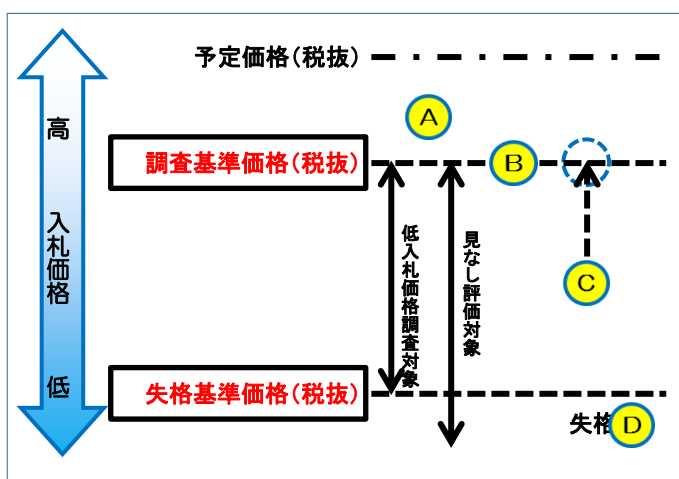 予定価格(税抜)
A
高
調査基準価格(税抜)
B
入札価格
低入札価格調査対象
見なし評価対象
C
低
失格基準価格(税抜)
失格
D